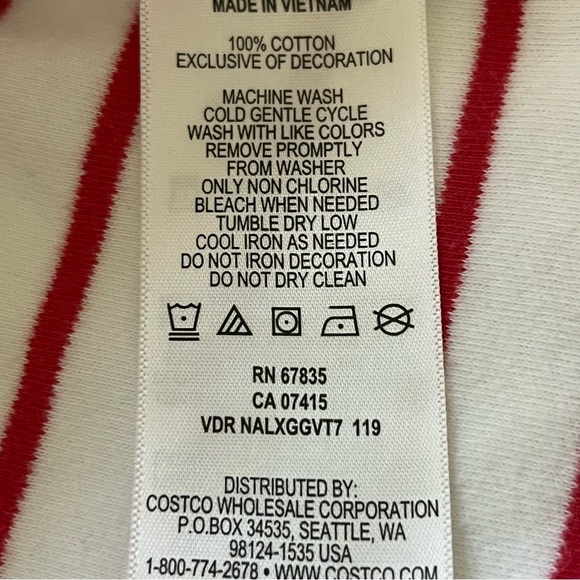 MADE IN VIETNAM
100% COTTON
EXCLUSIVE OF DECORATION
MACHINE WASH
COLD GENTLE CYCLE
WASH WITH LIKE COLORS
REMOVE PROMPTLY
FROM WASHER
ONLY NON CHLORINE
BLEACH WHEN NEEDED
TUMBLE DRY LOW
COOL IRON AS NEEDED
DO NOT IRON DECORATION
DO NOT DRY CLEAN
RN 67835
CA 07415
VDR NALXGGVT7 119
DISTRIBUTED BY:
COSTCO WHOLESALE CORPORATION
P.O.BOX 34535, SEATTLE, WA
98124-1535 USA
1-800-774-2678 • WWW.COSTCO.COM